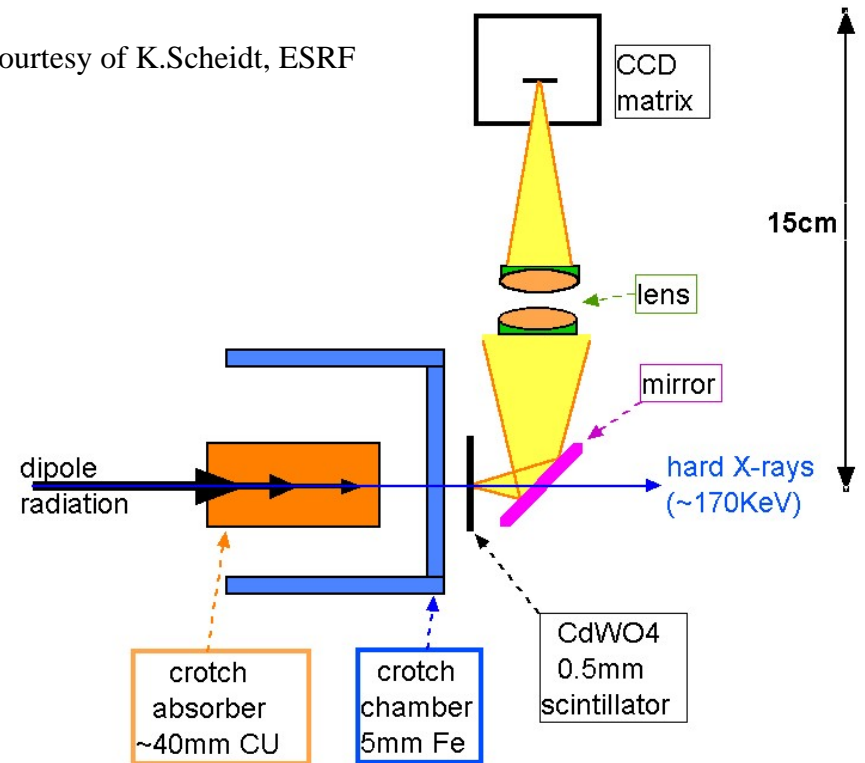 ourtesy of K.Scheidt, ESRF
CCD
matrix
15cm
lens
mirror
dipole
radiation
hard X-rays
(~170KeV)
CdWO4
0.5mm
scintillator
crotch
absorber
~40mm CU
crotch
chamber
5mm Fe